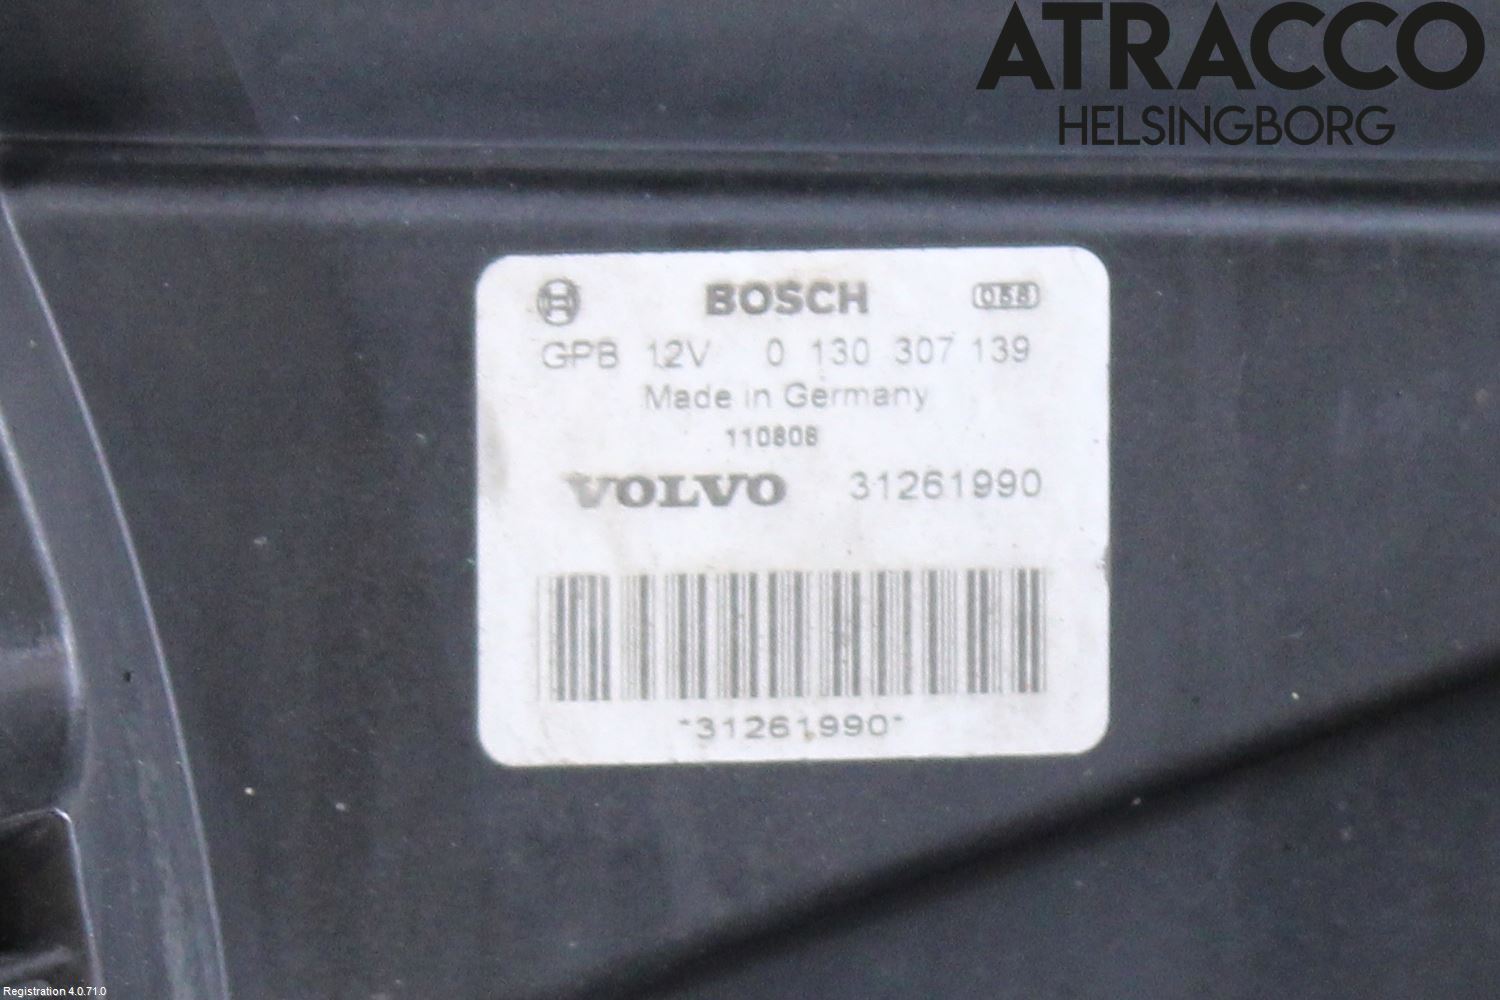 ATRACCO
HELSINGBORG
BOSCH
GPB 12V 0 130 307 139
Made in Germany
110808
VOLVO 31261990
*31261990*
Registration 4.0.71.0